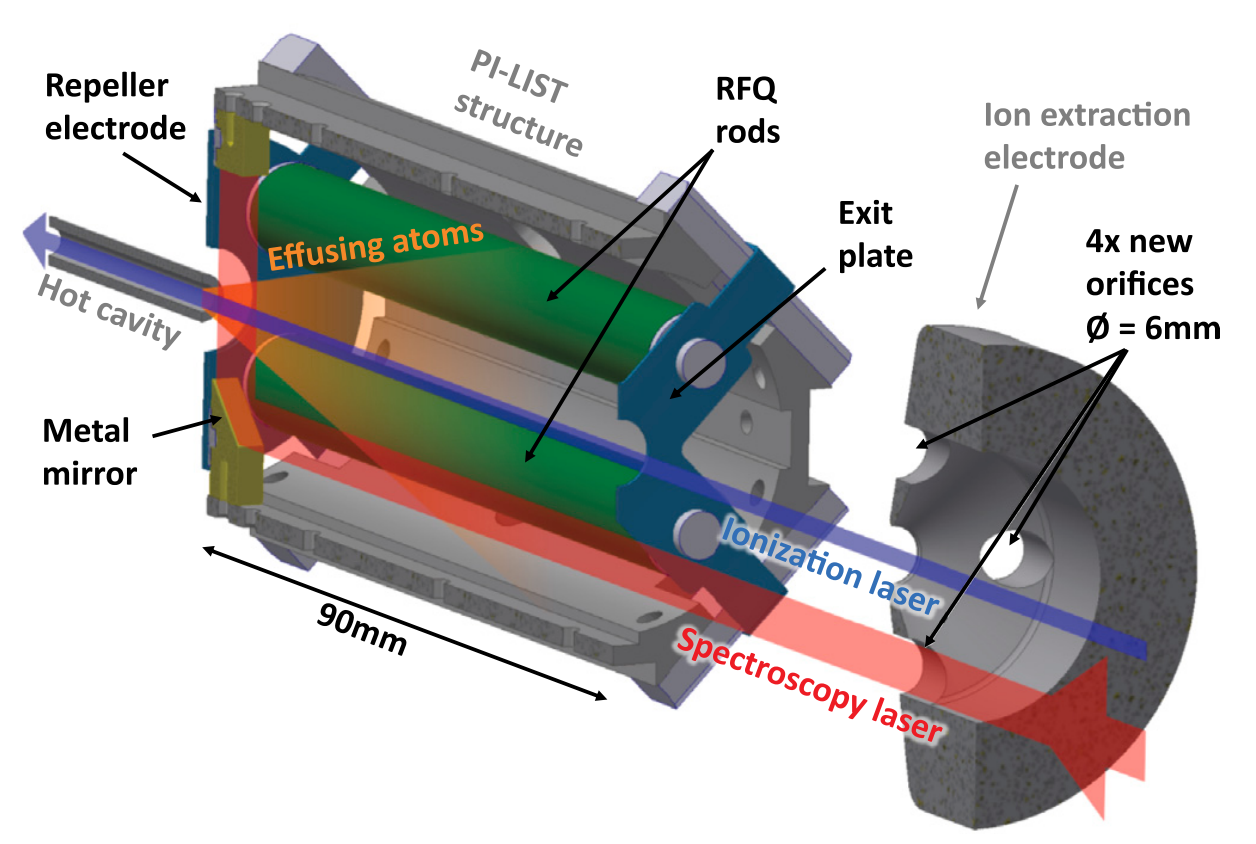 Repeller
electrode
PI-LIST
structure
RFQ
rods
Ion extraction
electrode
Exit
plate
4x new
orifices
Ø = 6mm
Effusing atoms
Hot cavity
Metal
mirror
Ionization laser
90mm
Spectroscopy laser